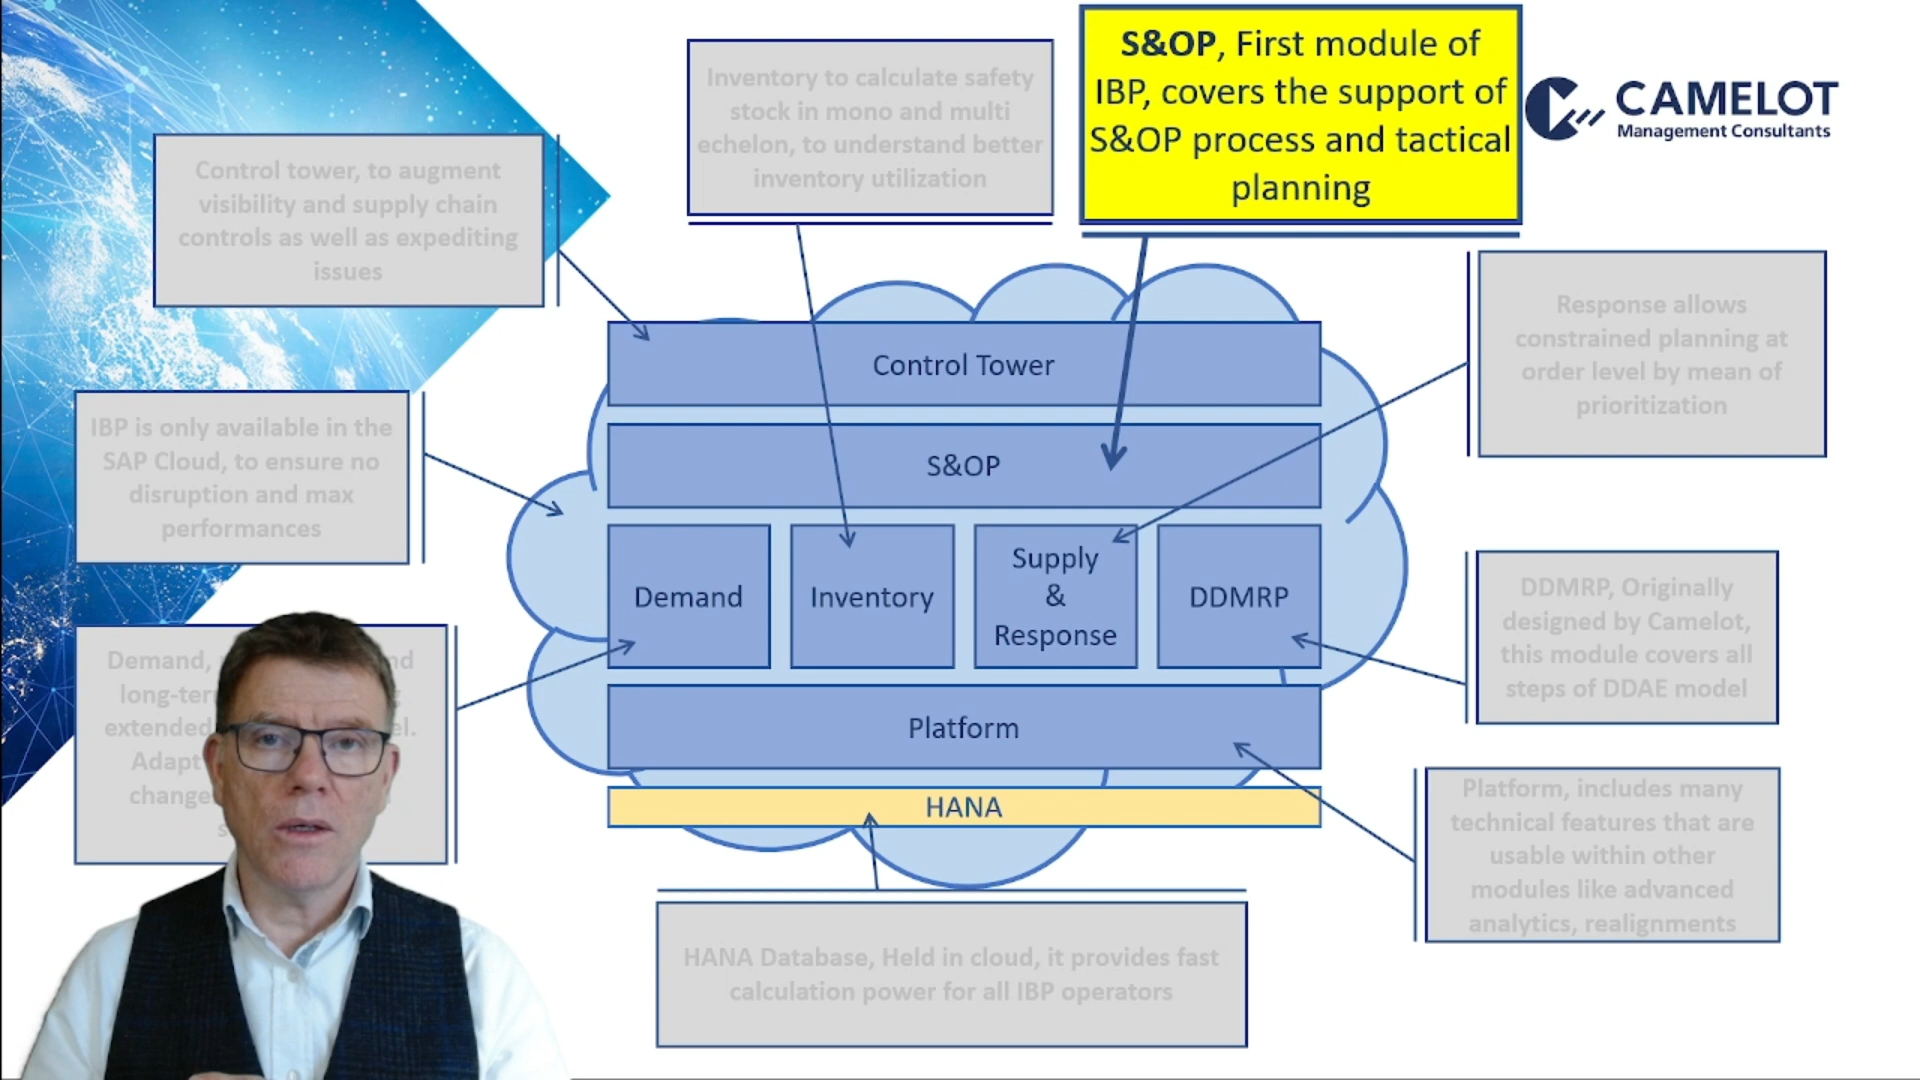 S&OP, First module of
IBP, covers the support of
S&OP process and tactical
planning
CAMELOT
Management Consultants
Inventory to calculate safety
stock in mono and multi
echelon, to understand better
inventory utilization
Control tower, to augment
visibility and supply chain
controls as well as expediting
issues
Response allows
constrained planning at
order level by mean of
prioritization
IBP is only available in the
SAP Cloud, to ensure no
disruption and max
performances
Control Tower
S&OP
Demand
Inventory
Supply
&
Response
DDMRP
Platform
HANA
DDMRP, Originally
designed by Camelot,
this module covers all
steps of DDAE model
Demand,
extended
Platform, includes many
technical features that are
usable within other
modules like advanced
analytics, realignments
HANA Database, Held in cloud, it provides fast
calculation power for all IBP operators